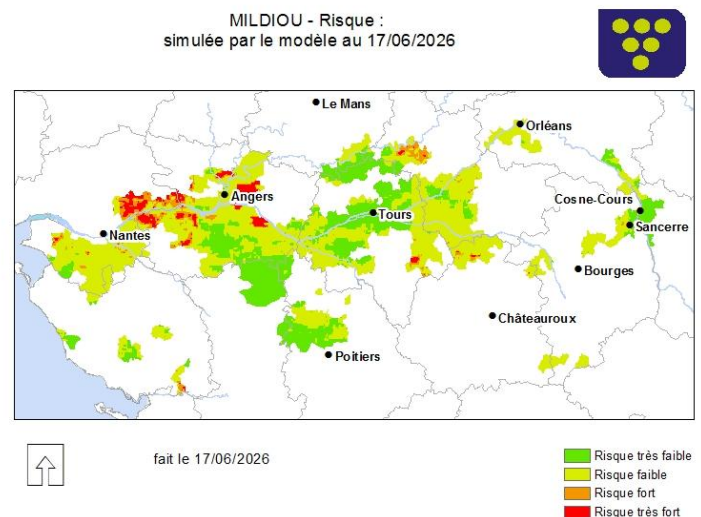 MILDIOU - Risque :
simulée par le modèle au 17/06/2026
Le Mans
Orléans
Angers
Cosne-Cours
Tours
Sancerre
Nantes
Bourges
Châteauroux
Poitiers
fait le 17/06/2026
Risque très faible
Risque faible
Risque fort
Risque très fort